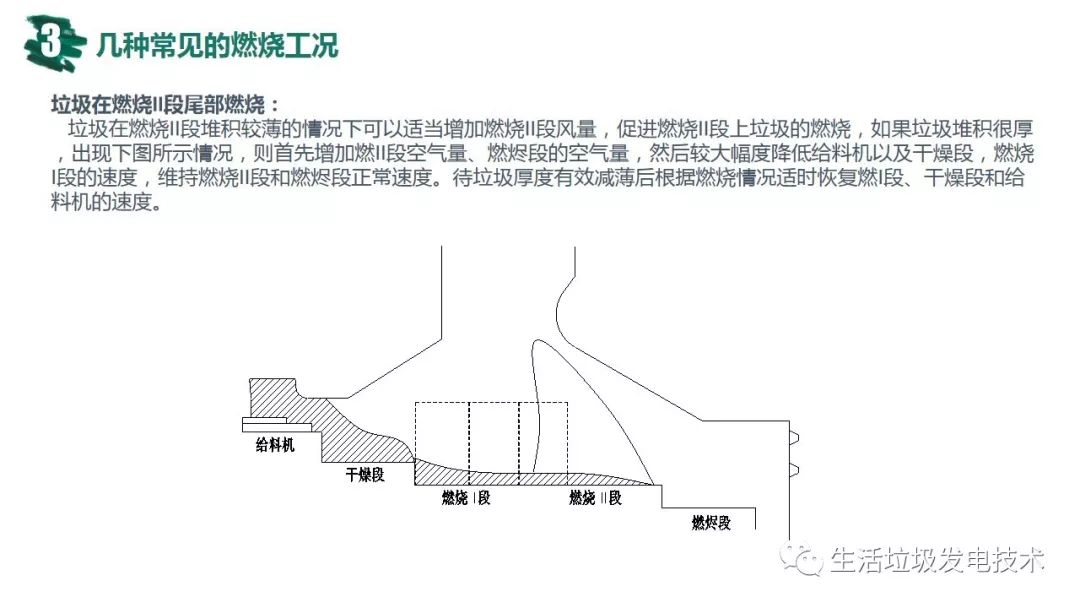 3 几种常见的燃烧工况
垃圾在燃烧II段尾部燃烧：
垃圾在燃烧II段堆积较薄的情况下可以适当增加燃烧II段风量，促进燃烧II段上垃圾的燃烧，如果垃圾堆积很厚
，出现下图所示情况，则首先增加燃II段空气量、燃烬段的空气量，然后较大幅度降低给料机以及干燥段，燃烧
I段的速度，维持燃烧II段和燃烬段正常速度。待垃圾厚度有效减薄后根据燃烧情况适时恢复燃I段、干燥段和给
料机的速度。
给料机
干燥段
燃烧 I 段
燃烧 II 段
燃烬段
生活垃圾发电技术